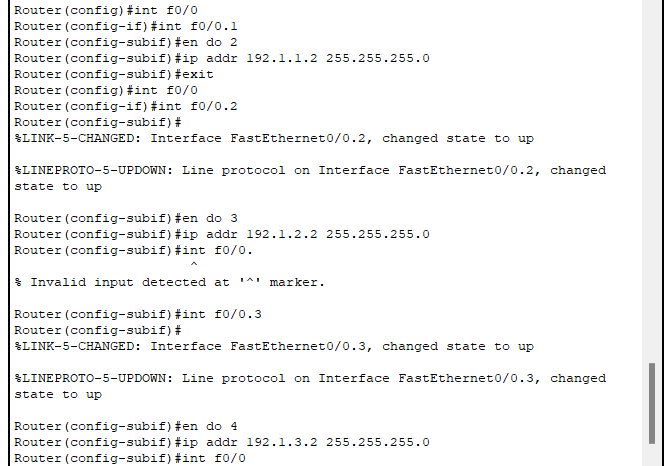 Router(config)#int f0/0
Router(config-if)#int f0/0.1
Router(config-subif)#en do 2
Router(config-subif)#ip addr 192.1.1.2 255.255.255.0
Router(config-subif)#exit
Router(config)#int f0/0
Router(config-if)#int f0/0.2
Router(config-subif)#
%LINK-5-CHANGED: Interface FastEthernet0/0.2, changed state to up
%LINEPROTO-5-UPDOWN: Line protocol on Interface FastEthernet0/0.2, changed
state to up
Router(config-subif)#en do 3
Router(config-subif)#ip addr 192.1.2.2 255.255.255.0
Router(config-subif)#int f0/0.
^
% Invalid input detected at '^' marker.
Router(config-subif)#int f0/0.3
Router(config-subif)#
%LINK-5-CHANGED: Interface FastEthernet0/0.3, changed state to up
%LINEPROTO-5-UPDOWN: Line protocol on Interface FastEthernet0/0.3, changed
state to up
Router(config-subif)#en do 4
Router(config-subif)#ip addr 192.1.3.2 255.255.255.0
Router(config-subif)#int f0/0